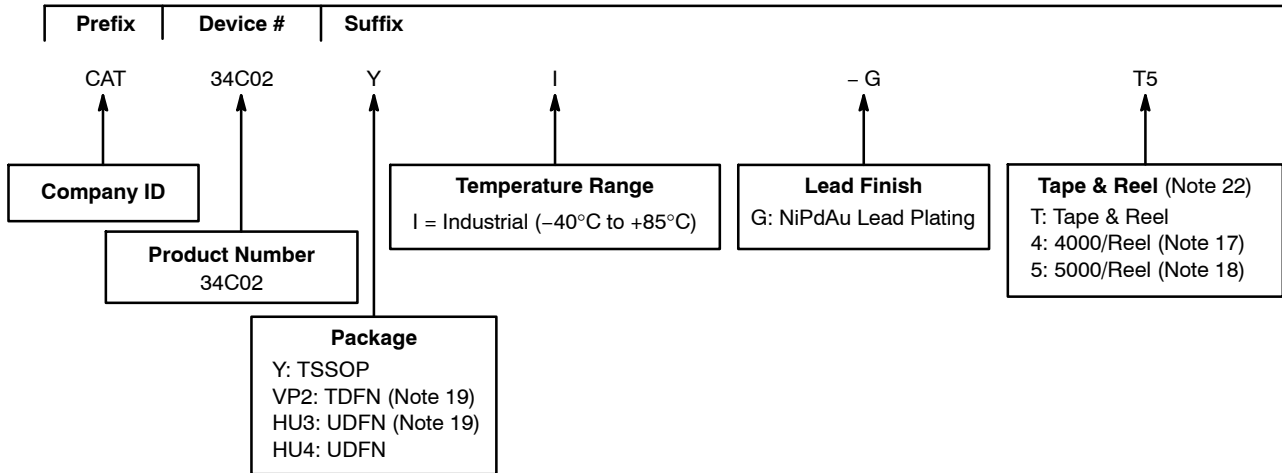 Prefix Device # Suffix
CAT 34C02 Y I – G T5
Company ID
Product Number
34C02
Package
Y: TSSOP
VP2: TDFN (Note 19)
HU3: UDFN (Note 19)
HU4: UDFN
Temperature Range
I = Industrial (–40°C to +85°C)
Lead Finish
G: NiPdAu Lead Plating
Tape & Reel (Note 22)
T: Tape & Reel
4: 4000/Reel (Note 17)
5: 5000/Reel (Note 18)